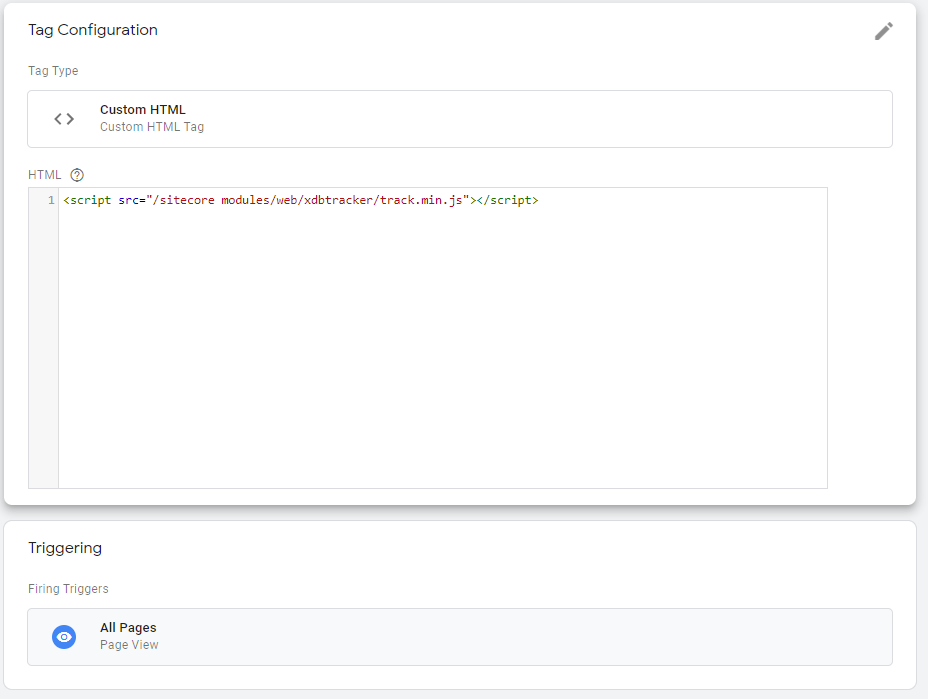 Tag Configuration
Tag Type
Custom HTML
Custom HTML Tag
HTML
1 <script src="/sitecore modules/web/xdbtracker/track.min.js"></script>
Triggering
Firing Triggers
All Pages
Page View